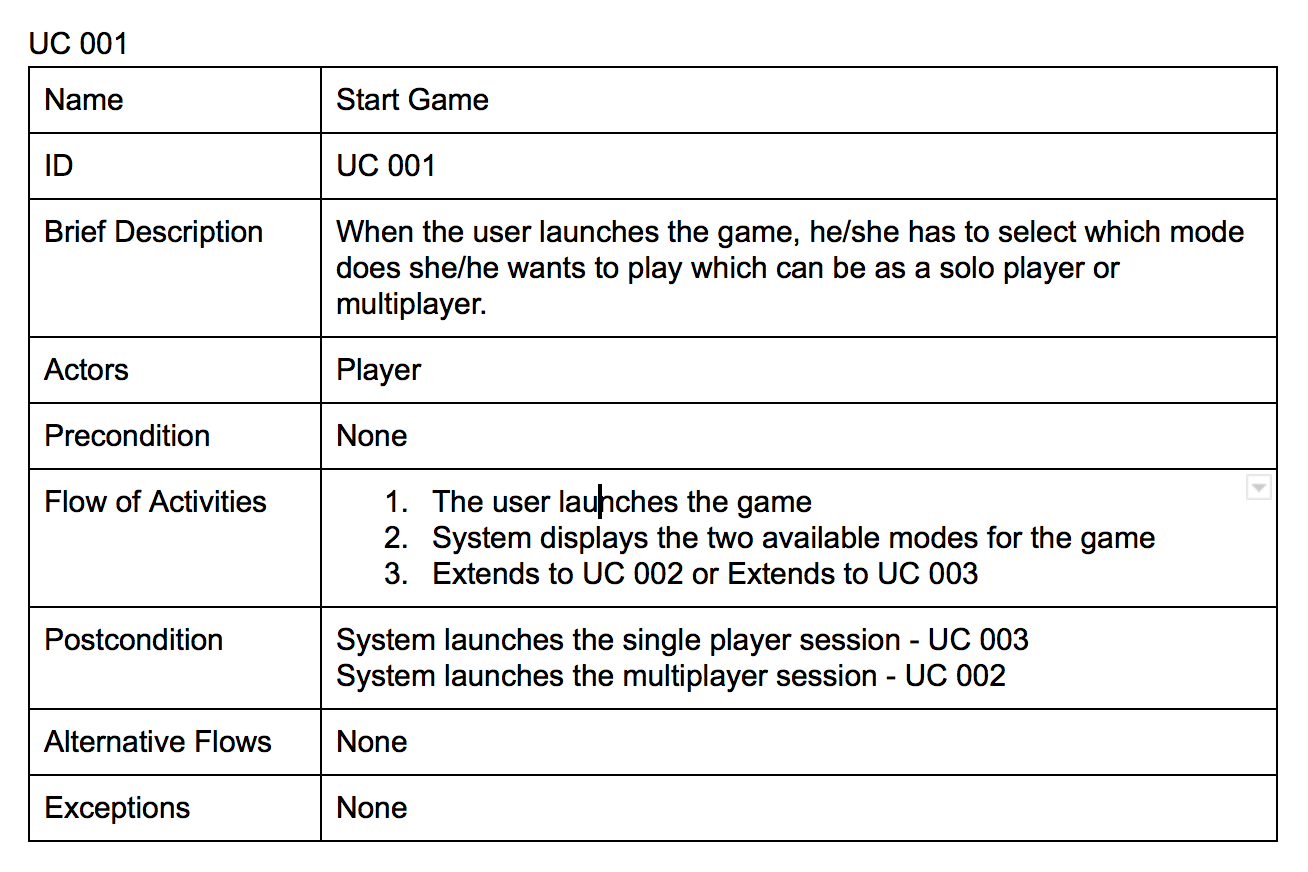 UC 001
Name
Start Game
ID
UC 001
Brief Description
When the user launches the game, he/she has to select which mode
does she/he wants to play which can be as a solo player or
multiplayer.
Actors
Player
Precondition
None
Flow of Activities
1. The user launches the game
2. System displays the two available modes for the game
3. Extends to UC 002 or Extends to UC 003
Postcondition
System launches the single player session - UC 003
System launches the multiplayer session - UC 002
Alternative Flows
None
Exceptions
None